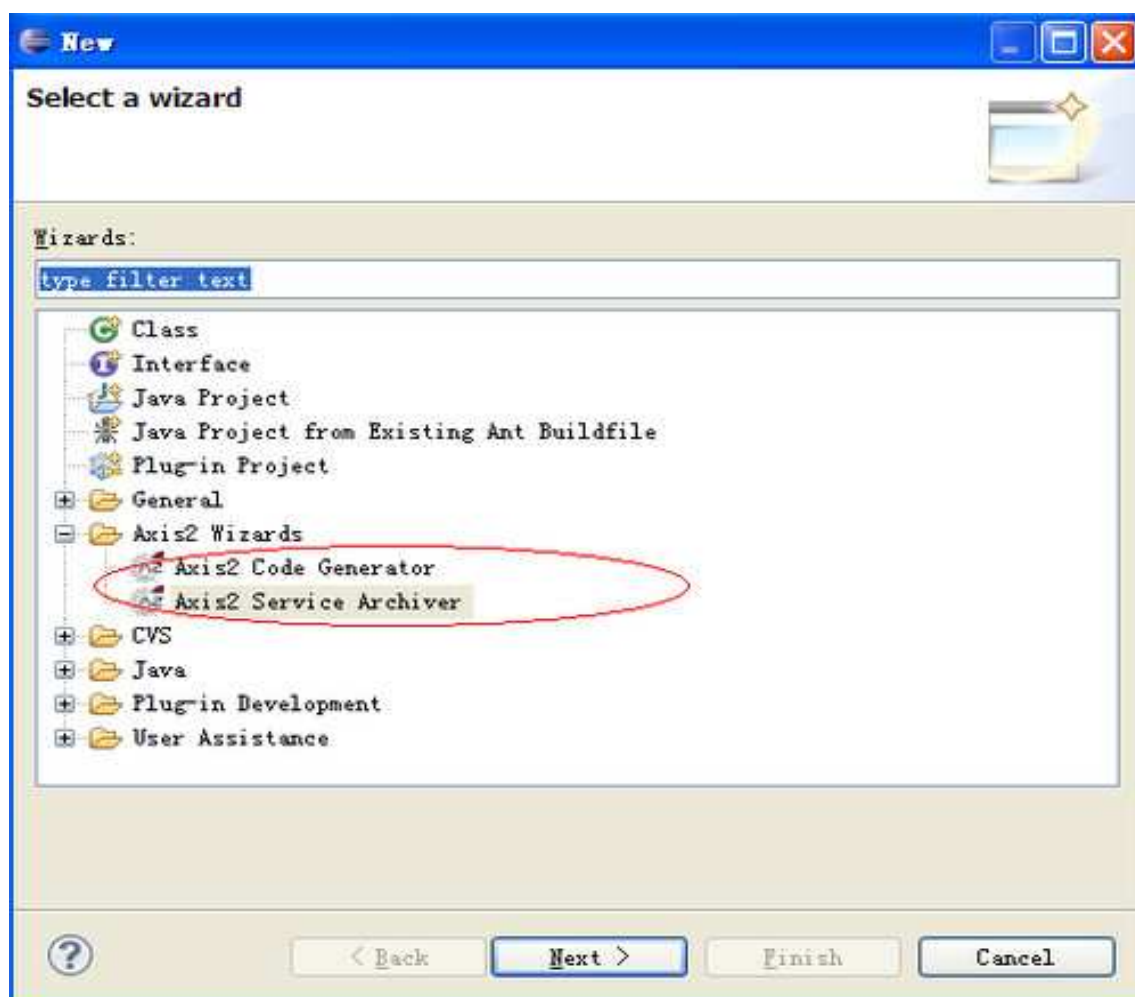 New
Select a wizard
Wizards:
type filter text
Class
Interface
Java Project
Java Project from Existing Ant Buildfile
Plug-in Project
General
Axis2 Wizards
Axis2 Code Generator
Axis2 Service Archiver
CVS
Java
Plug-in Development
User Assistance
? < Back Next > Finish Cancel